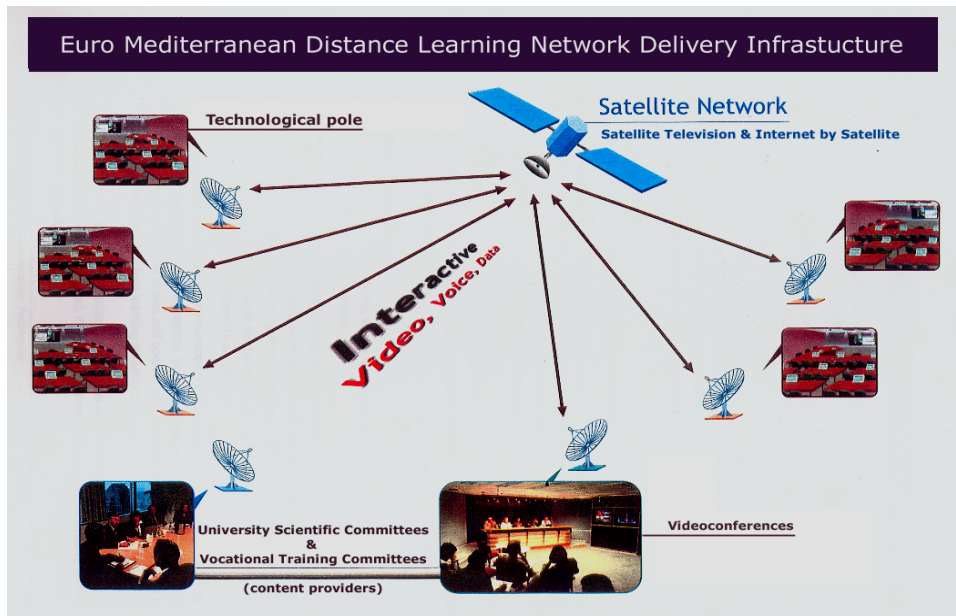 Euro Mediterranean Distance Learning Network Delivery Infrastucture
Technological pole
Satellite Network
Satellite Television & Internet by Satellite
Interactive
Video, Voice, Data
University Scientific Committees
&
Vocational Training Committees
(content providers)
Videoconferences